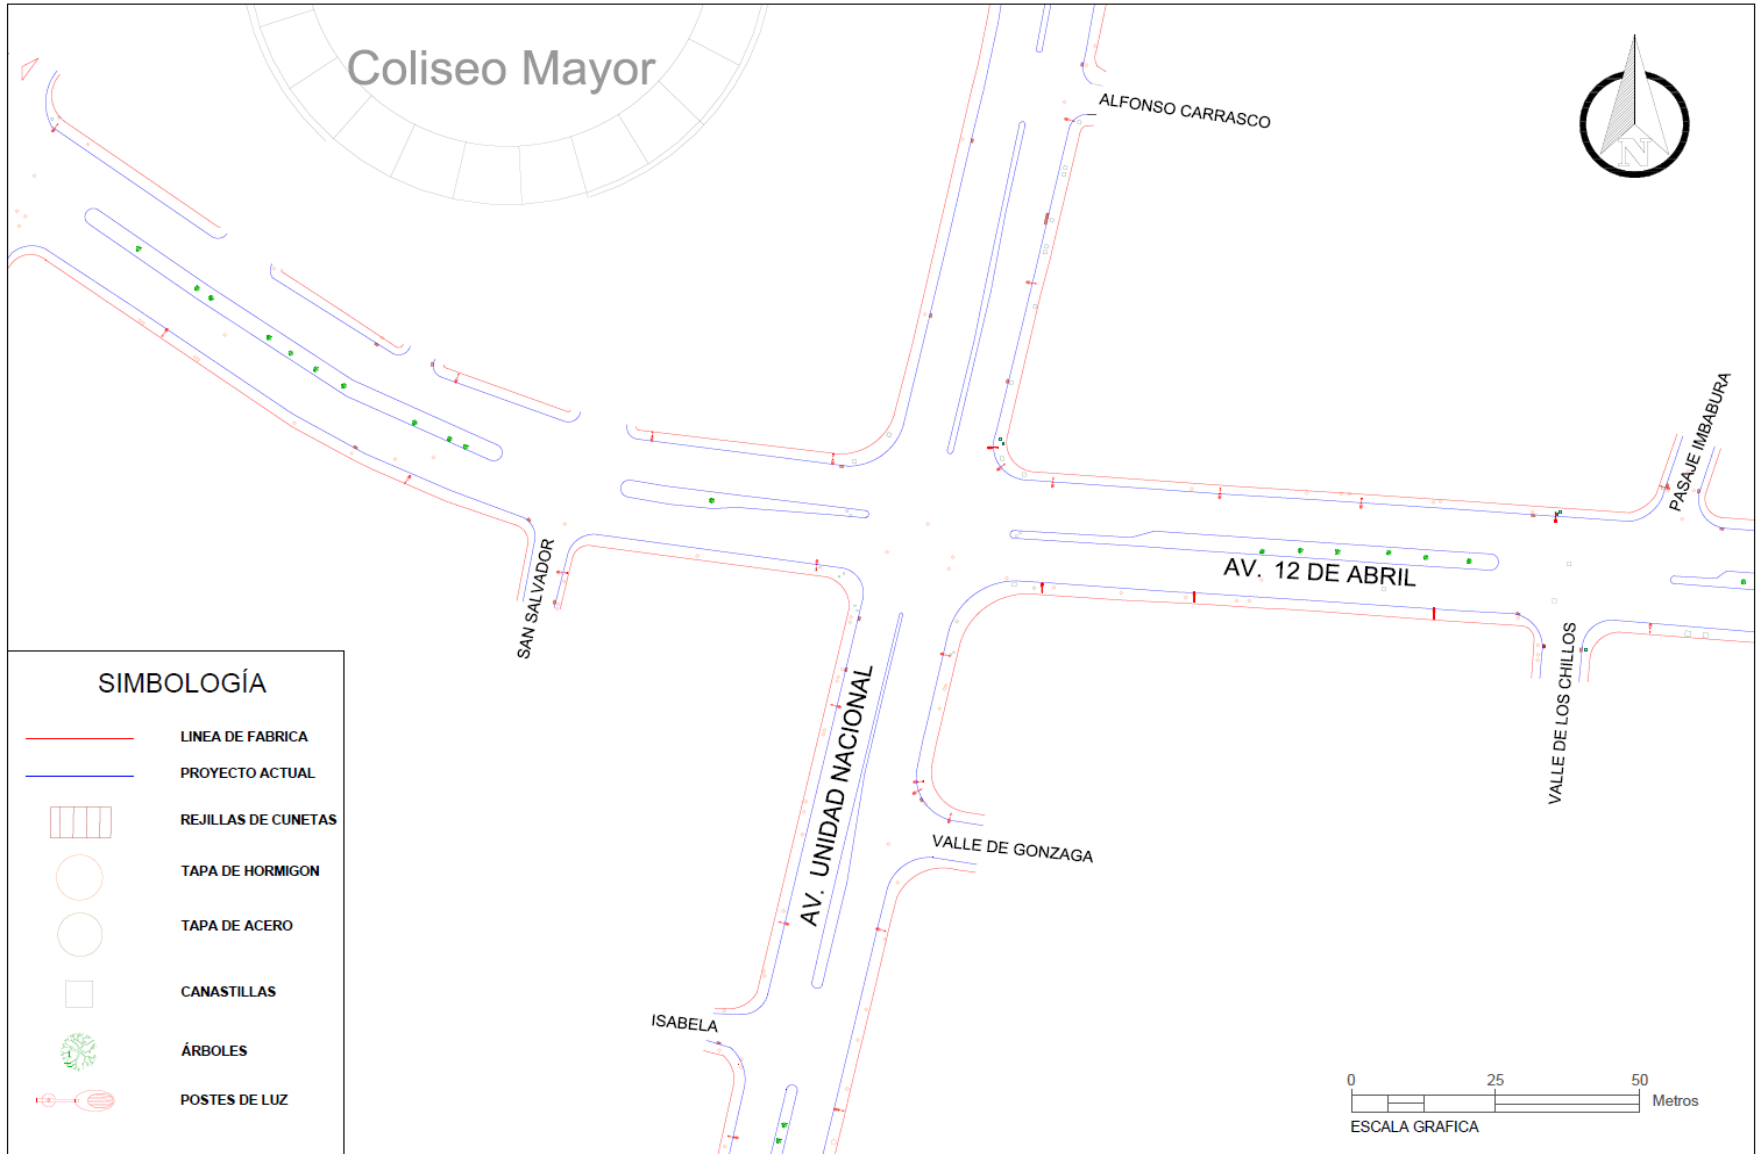 Coliseo Mayor
ALFONSO CARRASCO
N
PASAJE IMBABURA
AV. 12 DE ABRIL
SAN SALVADOR
VALLE DE LOS CHILLOS
AV. UNIDAD NACIONAL
VALLE DE GONZAGA
ISABELA
SIMBOLOGÍA
LINEA DE FABRICA
PROYECTO ACTUAL
REJILLAS DE CUNETAS
TAPA DE HORMIGON
TAPA DE ACERO
CANASTILLAS
ÁRBOLES
POSTES DE LUZ
0 25 50
Metros
ESCALA GRAFICA